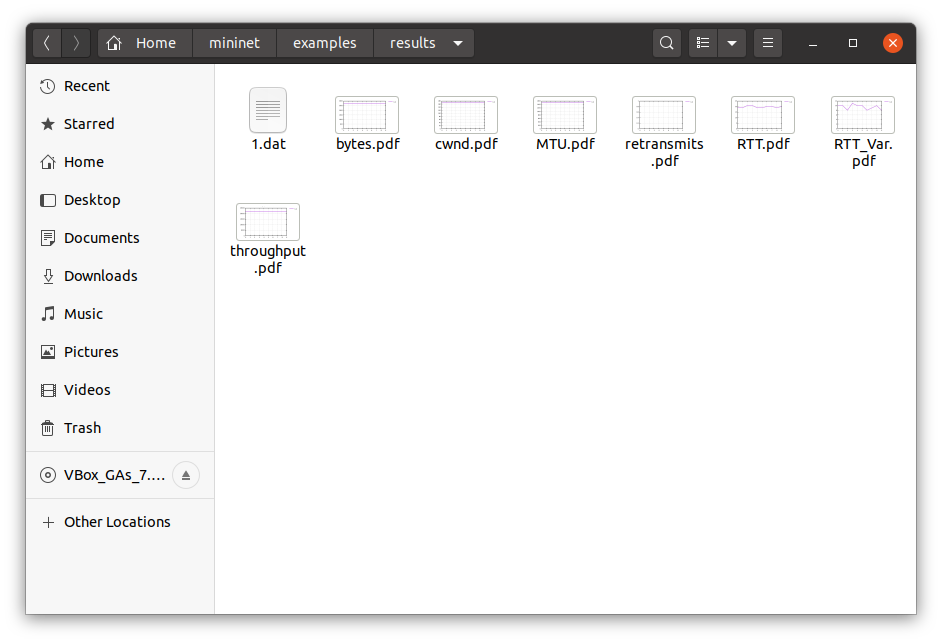 Home mininet examples results
Recent
Starred
Home
Desktop
Documents
Downloads
Music
Pictures
Videos
Trash
VBox_GAs_7....
Other Locations
1.dat bytes.pdf cwnd.pdf MTU.pdf retransmits RTT.pdf RTT_Var.
.pdf pdf
throughput
.pdf